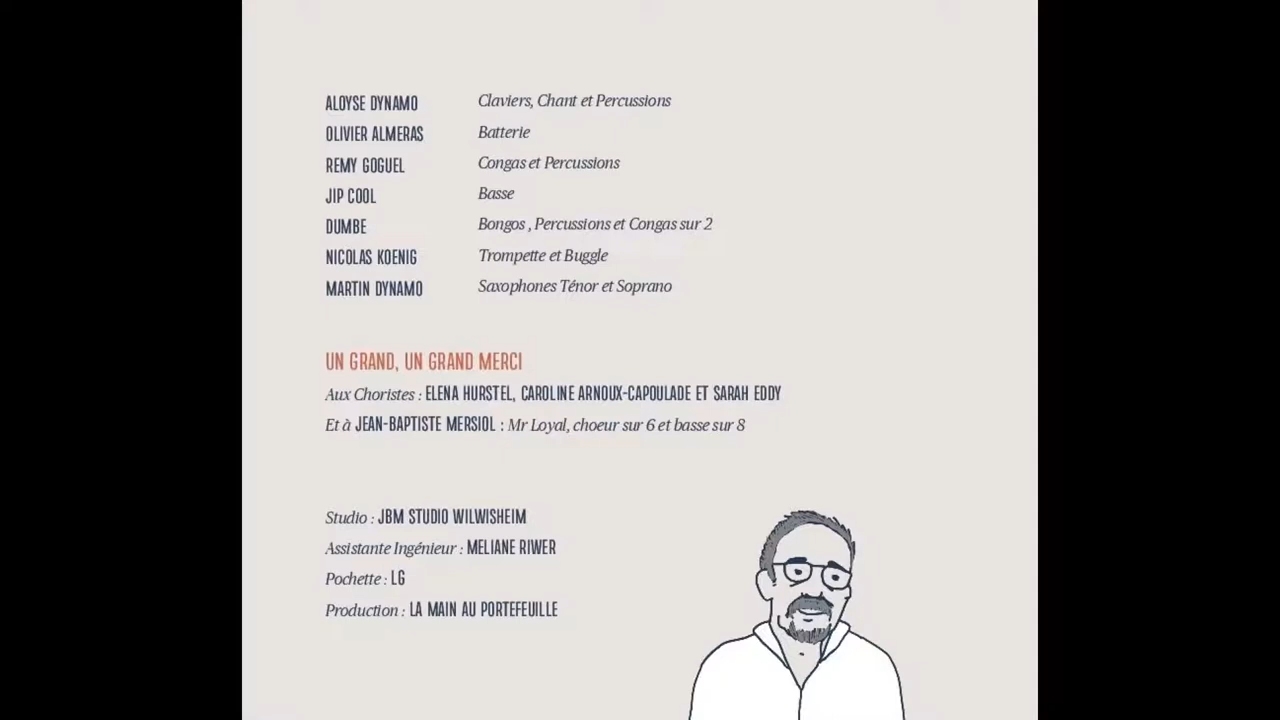 ALOYSE DYNAMO Claviers, Chant et Percussions
OLIVIER ALMERAS Batterie
REMY GOGUEL Congas et Percussions
JIP COOL Basse
DUMBE Bongos , Percussions et Congas sur 2
NICOLAS KOENIG Trompette et Buggle
MARTIN DYNAMO Saxophones Ténor et Soprano
UN GRAND, UN GRAND MERCI
Aux Choristes : ELENA HURSTEL, CAROLINE ARNOUX-CAPOULADE ET SARAH EDDY
Et à JEAN-BAPTISTE MERSIOL : Mr Loyal, choeur sur 6 et basse sur 8
Studio : JBM STUDIO WILWISHEIM
Assistante Ingénieur : MELIANE RIWER
Pochette : LG
Production : LA MAIN AU PORTEFEUILLE